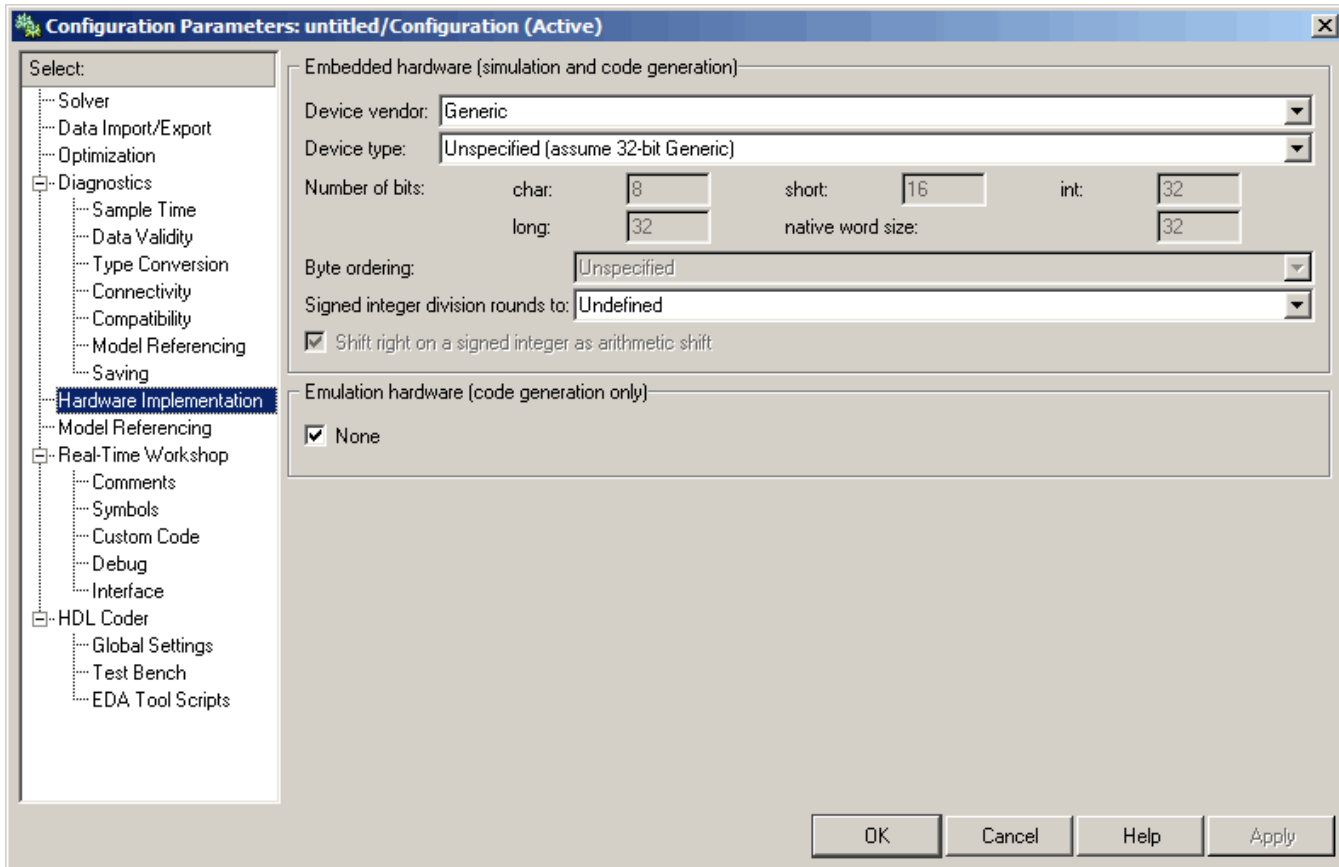 Configuration Parameters: untitled/Configuration (Active)
Select:
Solver
Data Import/Export
Optimization
Diagnostics
Sample Time
Data Validity
Type Conversion
Connectivity
Compatibility
Model Referencing
Saving
Hardware Implementation
Model Referencing
Real-Time Workshop
Comments
Symbols
Custom Code
Debug
Interface
HDL Coder
Global Settings
Test Bench
EDA Tool Scripts
Embedded hardware (simulation and code generation)
Device vendor: Generic
Device type: Unspecified (assume 32-bit Generic)
Number of bits: char: 8 short: 16 int: 32
long: 32 native word size: 32
Byte ordering: Unspecified
Signed integer division rounds to: Undefined
Shift right on a signed integer as arithmetic shift
Emulation hardware (code generation only)
None
OK Cancel Help Apply